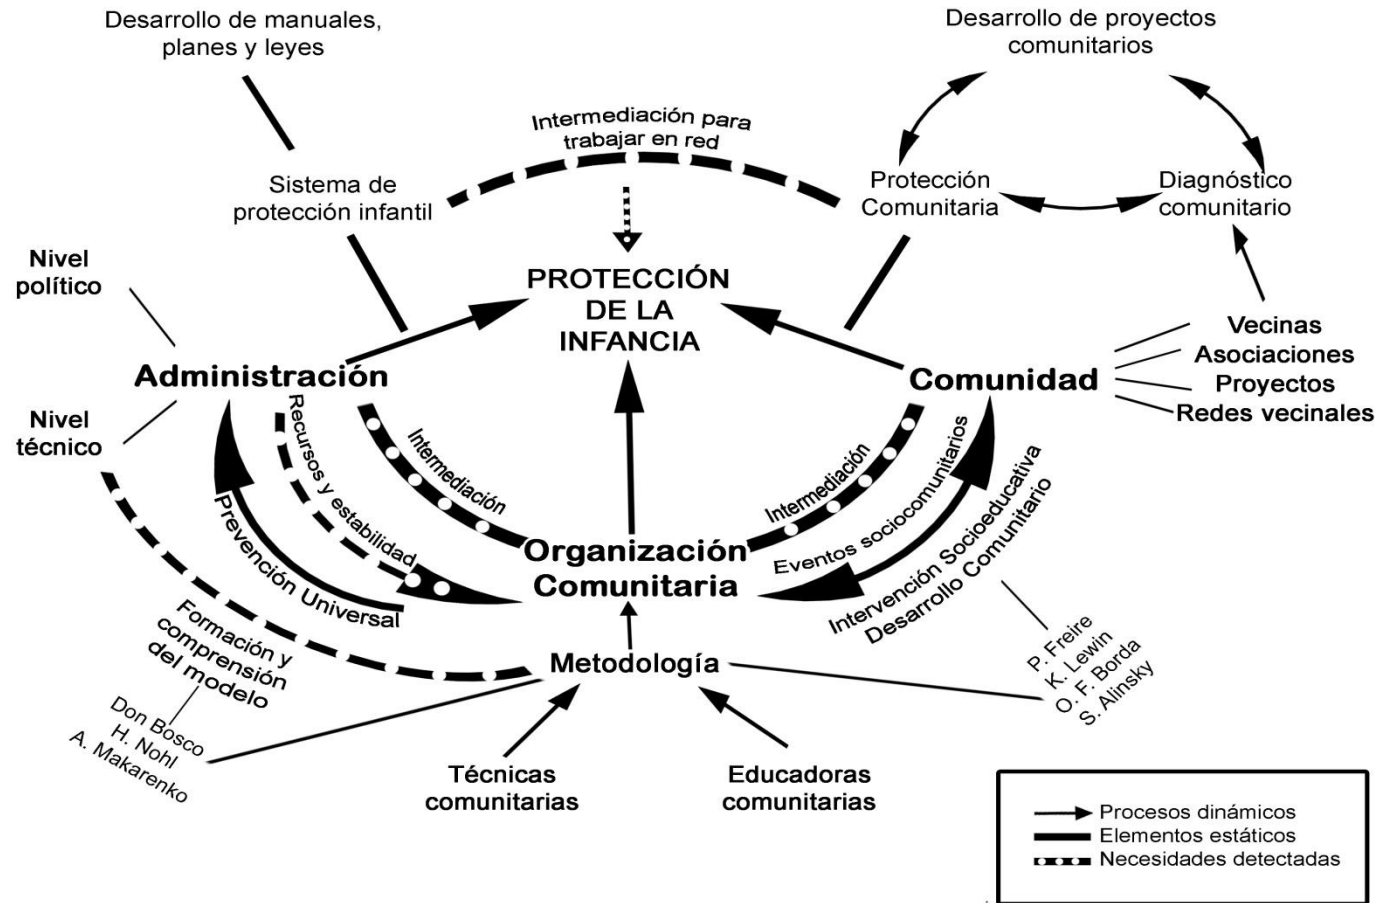 Desarrollo de manuales,
planes y leyes
Desarrollo de proyectos
comunitarios
Intermediación para
trabajar en red
Sistema de
protección infantil
Protección
Comunitaria
Diagnóstico
comunitario
Nivel
político
PROTECCIÓN
DE LA
INFANCIA
Vecinas
Asociaciones
Proyectos
Redes vecinales
Administración
Comunidad
Nivel
técnico
Recursos y estabilidad
Intermediación
Intermediación
Eventos sociocomunitarios
Intervención Socioeducativa
Desarrollo Comunitario
Prevención Universal
Organización
Comunitaria
Formación y
comprensión
del modelo
Metodología
P. Freire
K. Lewin
O. F. Borda
S. Alinsky
Don Bosco
H. Nohl
A. Makarenko
Técnicas
comunitarias
Educadoras
comunitarias
Procesos dinámicos
Elementos estáticos
Necesidades detectadas